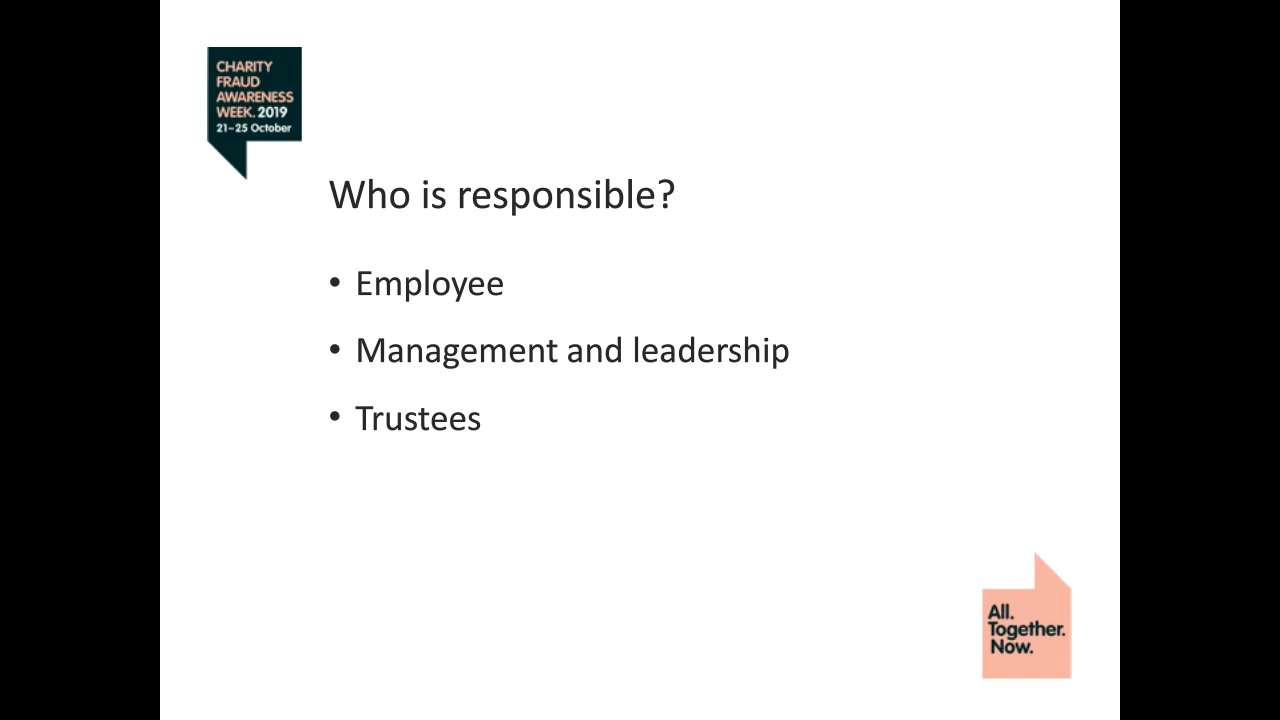 CHARITY
FRAUD
AWARENESS
WEEK. 2019
21–25 October
Who is responsible?
• Employee
• Management and leadership
• Trustees
All.
Together.
Now.